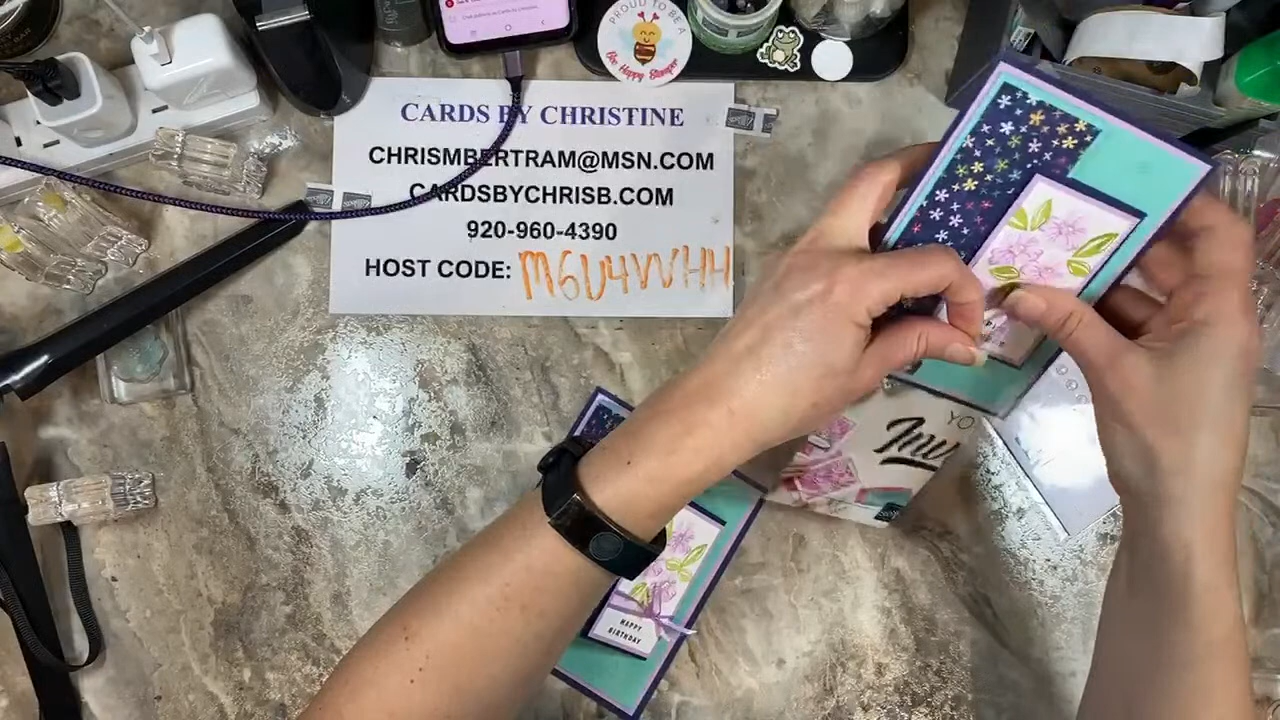 PROUD TO BE A
Bee Happy Stamper
CARDS BY CHRISTINE
CHRISMBERTRAM@MSN.COM
CARDSBYCHRISB.COM
920-960-4390
HOST CODE: M6U4VVHH
YO
HAPPY
BIRTHDAY